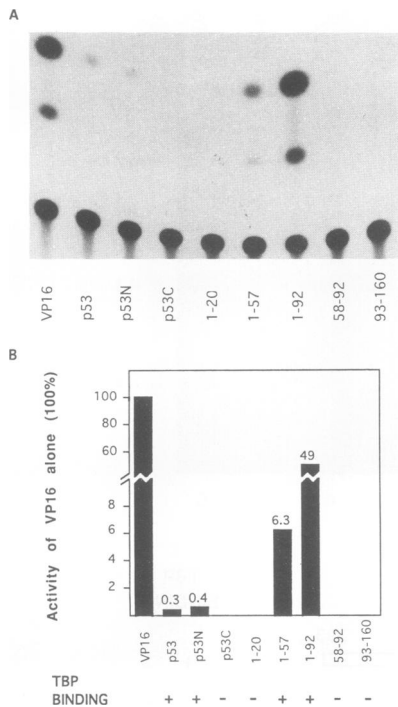 A
VP16
p53
p53N
p53C
1-20
1-57
1-92
58-92
93-160
B
Activity of VP16 alone (100%)
100
80
60
8
6
4
2
0.3
0.4
6.3
49
VP16
p53
p53N
p53C
1-20
1-57
1-92
58-92
93-160
TBP
BINDING + + - - + + - -